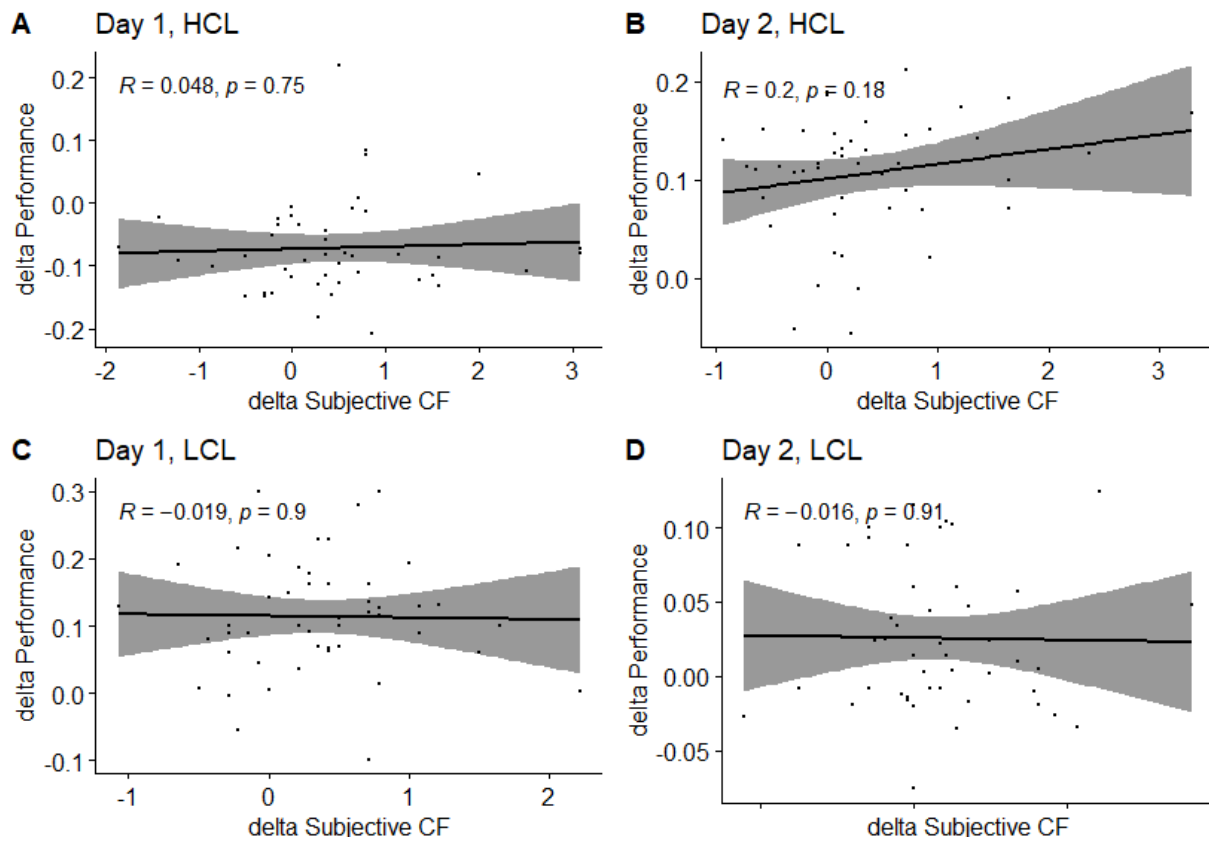 A Day 1, HCL
R = 0.048, p = 0.75
0.2
0.1
0.0
-0.1
-0.2
delta Performance
-2 -1 0 1 2 3
delta Subjective CF
B Day 2, HCL
R = 0.2, p = 0.18
0.2
0.1
0.0
delta Performance
-1 0 1 2 3
delta Subjective CF
C Day 1, LCL
R = −0.019, p = 0.9
0.3
0.2
0.1
0.0
-0.1
delta Performance
-1 0 1 2
delta Subjective CF
D Day 2, LCL
R = −0.016, p = 0.91
0.10
0.05
0.00
-0.05
delta Performance
delta Subjective CF